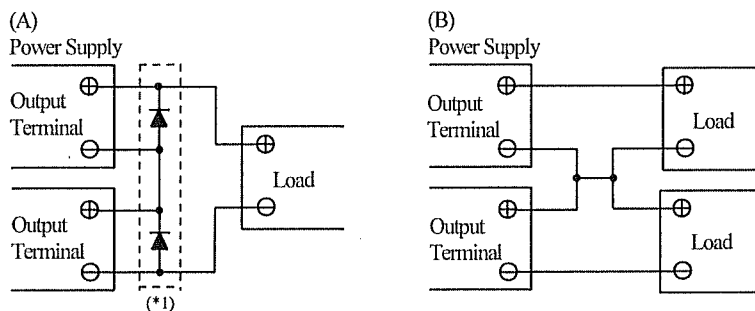 (A)
Power Supply
⊕
Output
Terminal
⊖
⊕
Output
Terminal
⊖
⊕
Load
⊖
(*1)
(B)
Power Supply
⊕
Output
Terminal
⊖
⊕
Output
Terminal
⊖
⊕
Load
⊖
⊕
Load
⊖